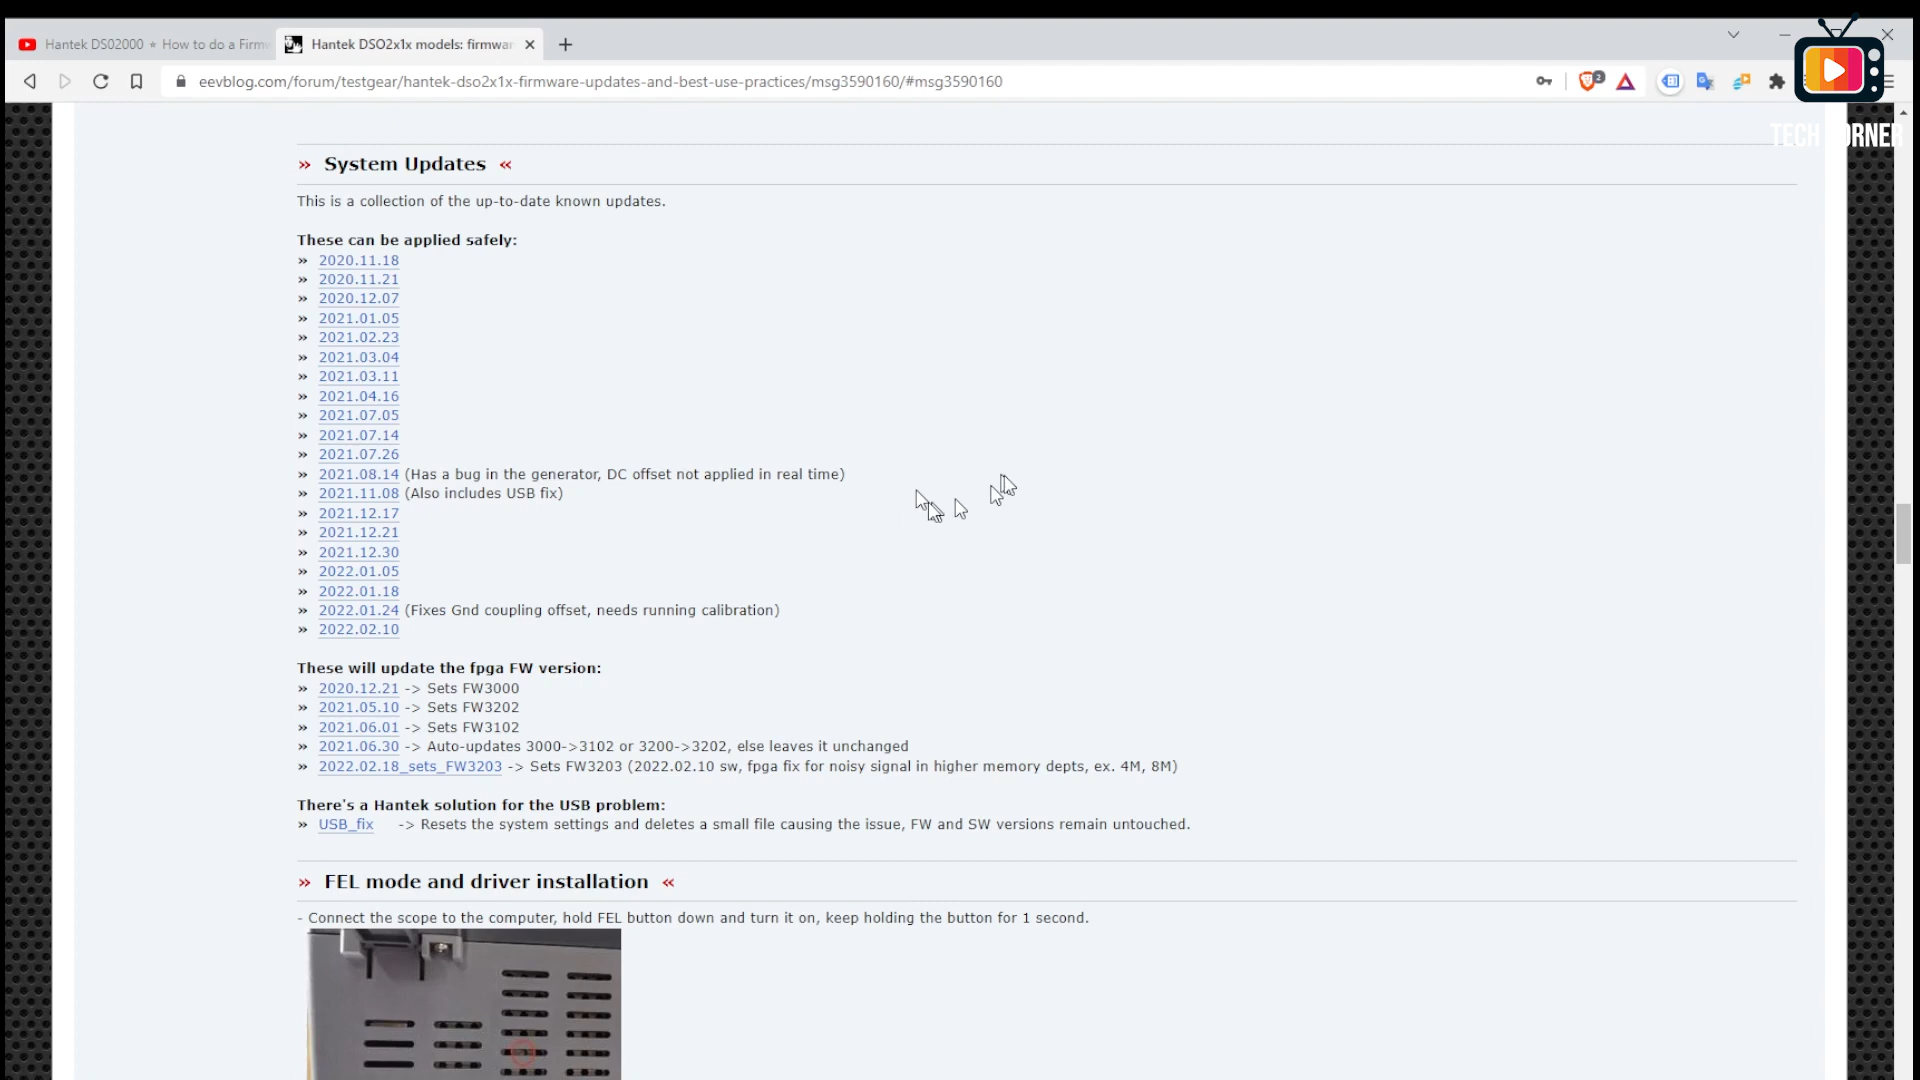 Hantek DSO2000 ⋆ How to do a Firm
Hantek DSO2x1x models: firmwar
eevblog.com/forum/testgear/hantek-dso2x1x-firmware-updates-and-best-use-practices/msg3590160/#msg3590160
2
TECH CORNER
» System Updates «
This is a collection of the up-to-date known updates.
These can be applied safely:
» 2020.11.18
» 2020.11.21
» 2020.12.07
» 2021.01.05
» 2021.02.23
» 2021.03.04
» 2021.03.11
» 2021.04.16
» 2021.07.05
» 2021.07.14
» 2021.07.26
» 2021.08.14 (Has a bug in the generator, DC offset not applied in real time)
» 2021.11.08 (Also includes USB fix)
» 2021.12.17
» 2021.12.21
» 2021.12.30
» 2022.01.05
» 2022.01.18
» 2022.01.24 (Fixes Gnd coupling offset, needs running calibration)
» 2022.02.10
These will update the fpga FW version:
» 2020.12.21 -> Sets FW3000
» 2021.05.10 -> Sets FW3202
» 2021.06.01 -> Sets FW3102
» 2021.06.30 -> Auto-updates 3000->3102 or 3200->3202, else leaves it unchanged
» 2022.02.18_sets_FW3203 -> Sets FW3203 (2022.02.10 sw, fpga fix for noisy signal in higher memory depts, ex. 4M, 8M)
There's a Hantek solution for the USB problem:
» USB_fix -> Resets the system settings and deletes a small file causing the issue, FW and SW versions remain untouched.
» FEL mode and driver installation «
- Connect the scope to the computer, hold FEL button down and turn it on, keep holding the button for 1 second.